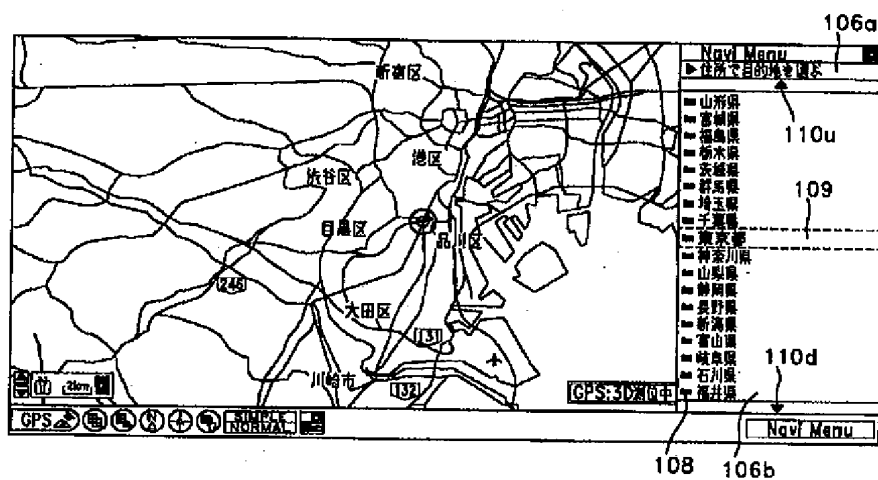 106a
Navi Menu
▶住所で目的地を選ぶ
110u
新宿区
港区
渋谷区
目黒区
品川区
246
大田区
131
川崎市
132
2km
GPS:3D測位中
山形県
宮城県
福島県
栃木県
茨城県
群馬県
埼玉県
千葉県
東京都
神奈川県
山梨県
静岡県
長野県
新潟県
富山県
岐阜県
石川県
福井県
109
110d
GPS
N
S
SIMPLE
NORMAL
Navi Menu
108
106b